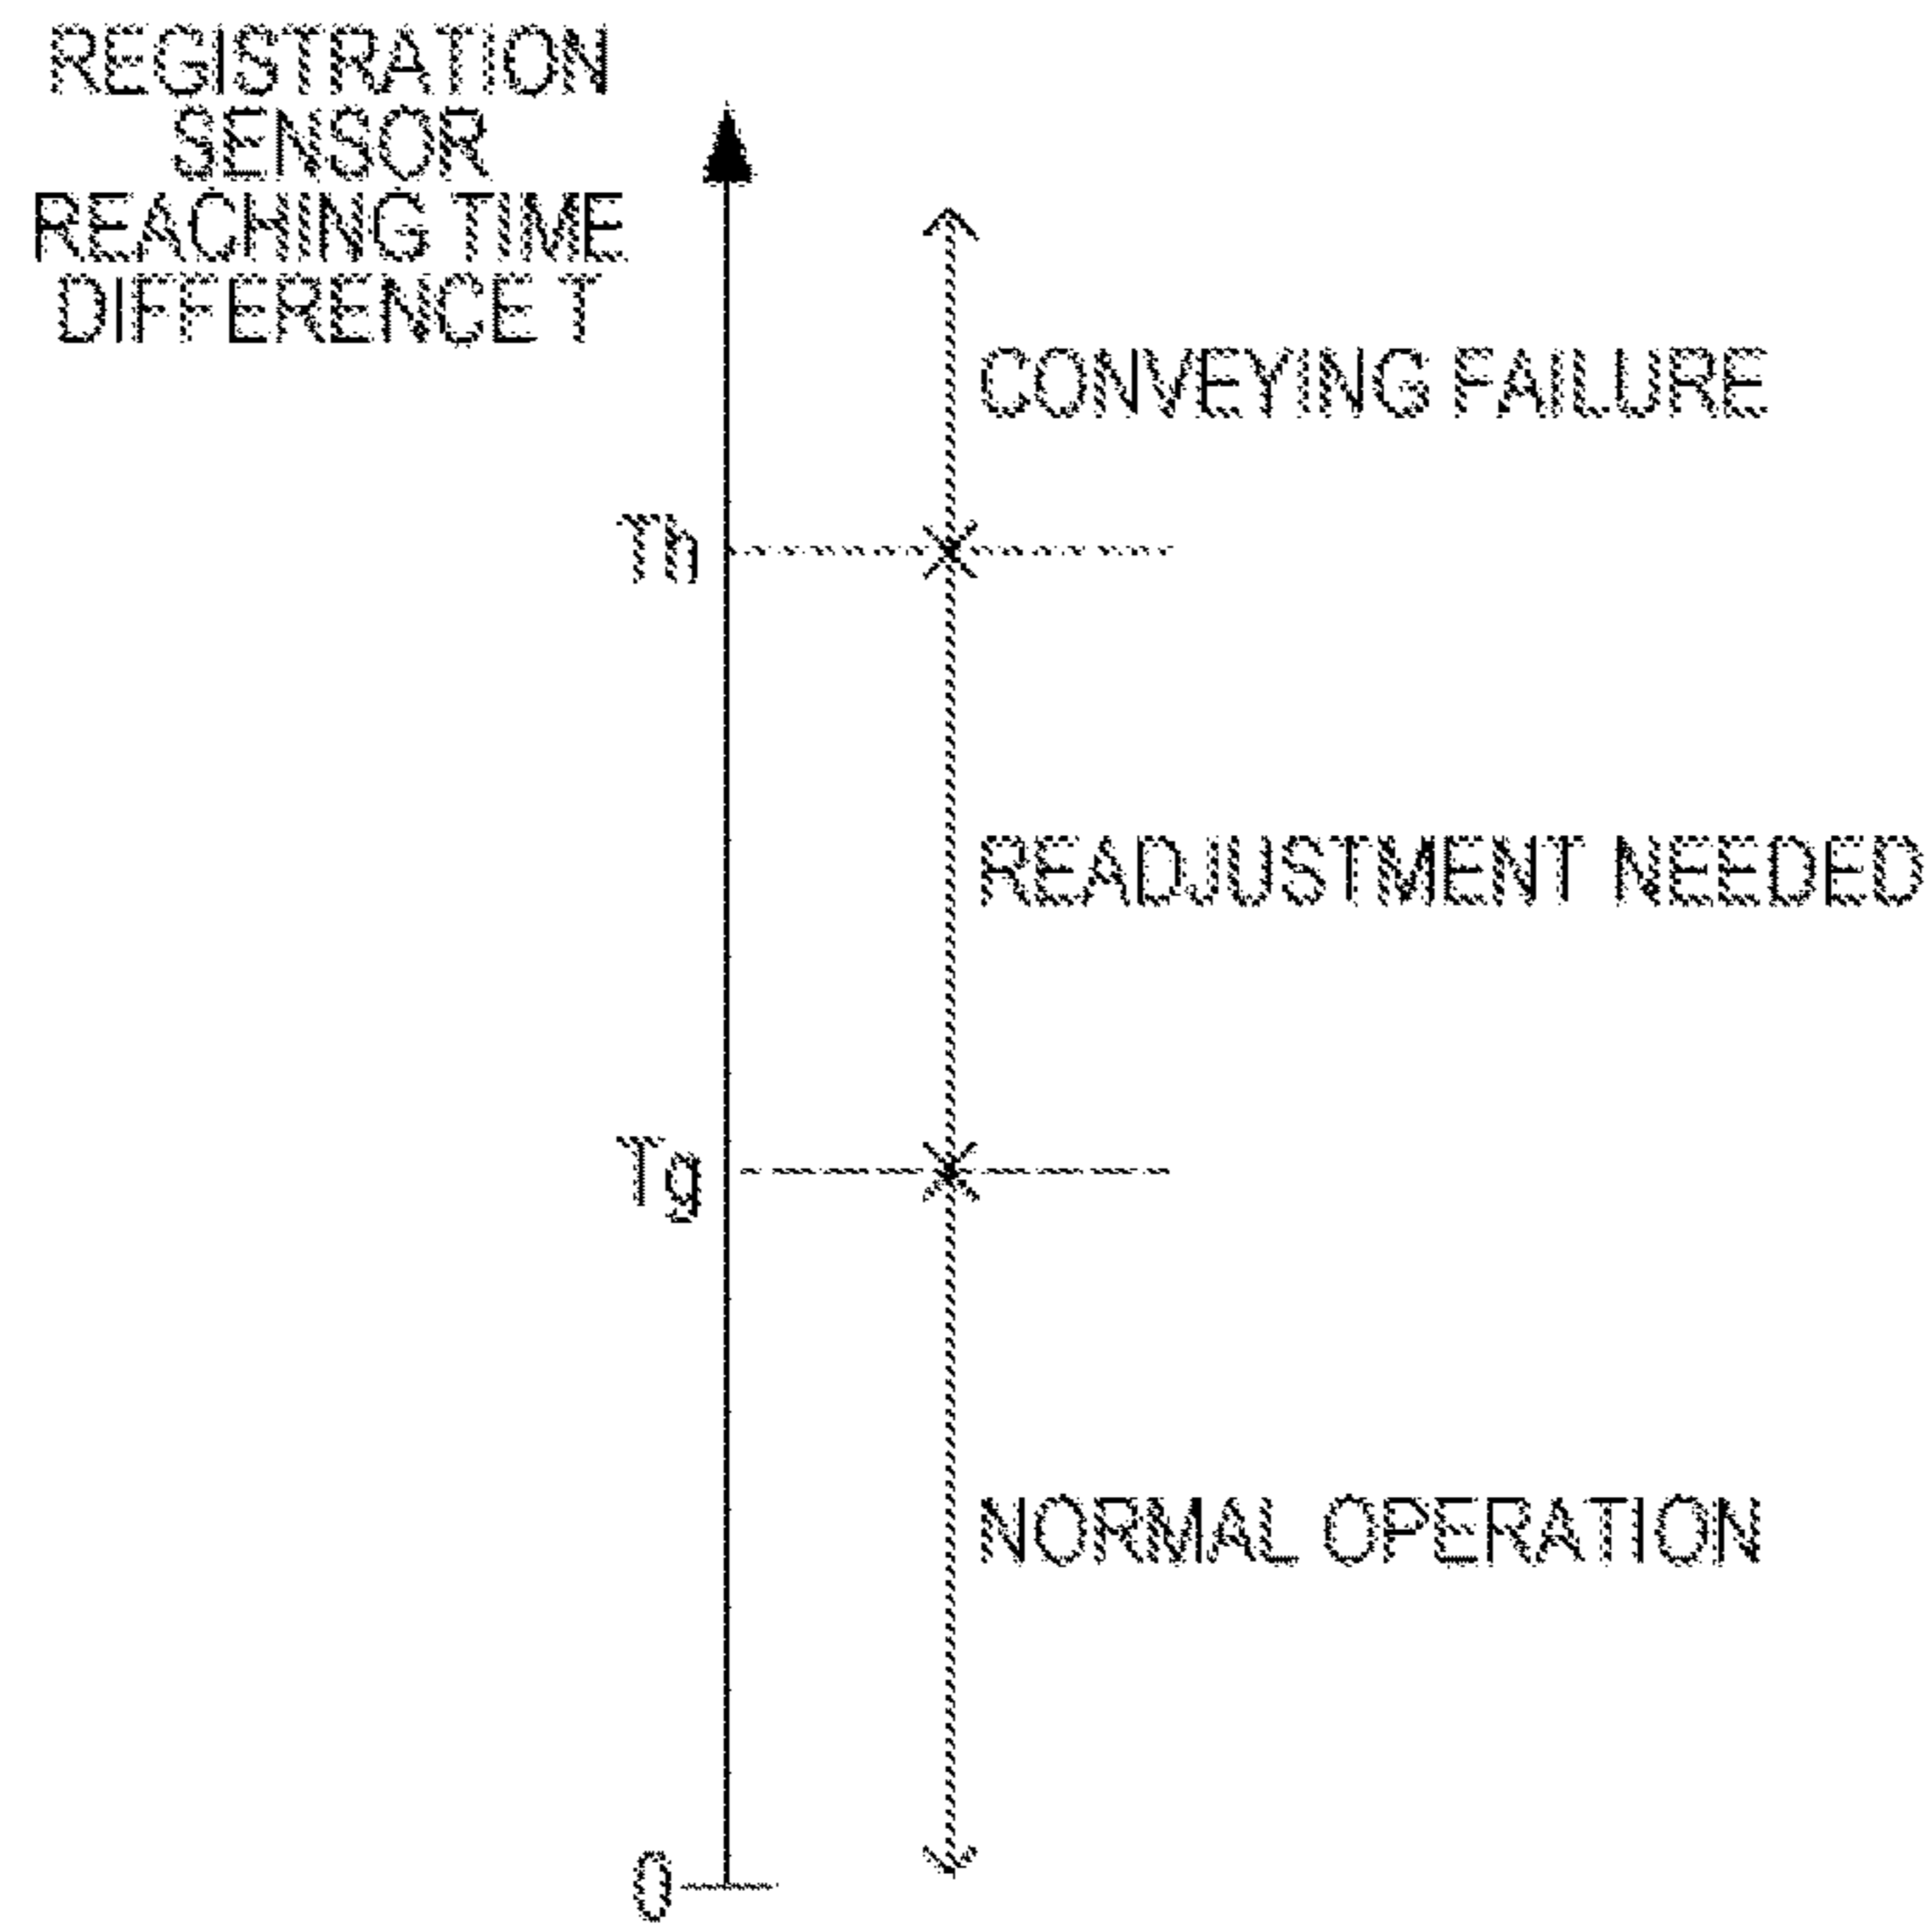 REGISTRATION
SENSOR
REACHING TIME
DIFFERENCE T
CONVEYING FAILURE
Th
READJUSTMENT NEEDED
Tg
NORMAL OPERATION
0